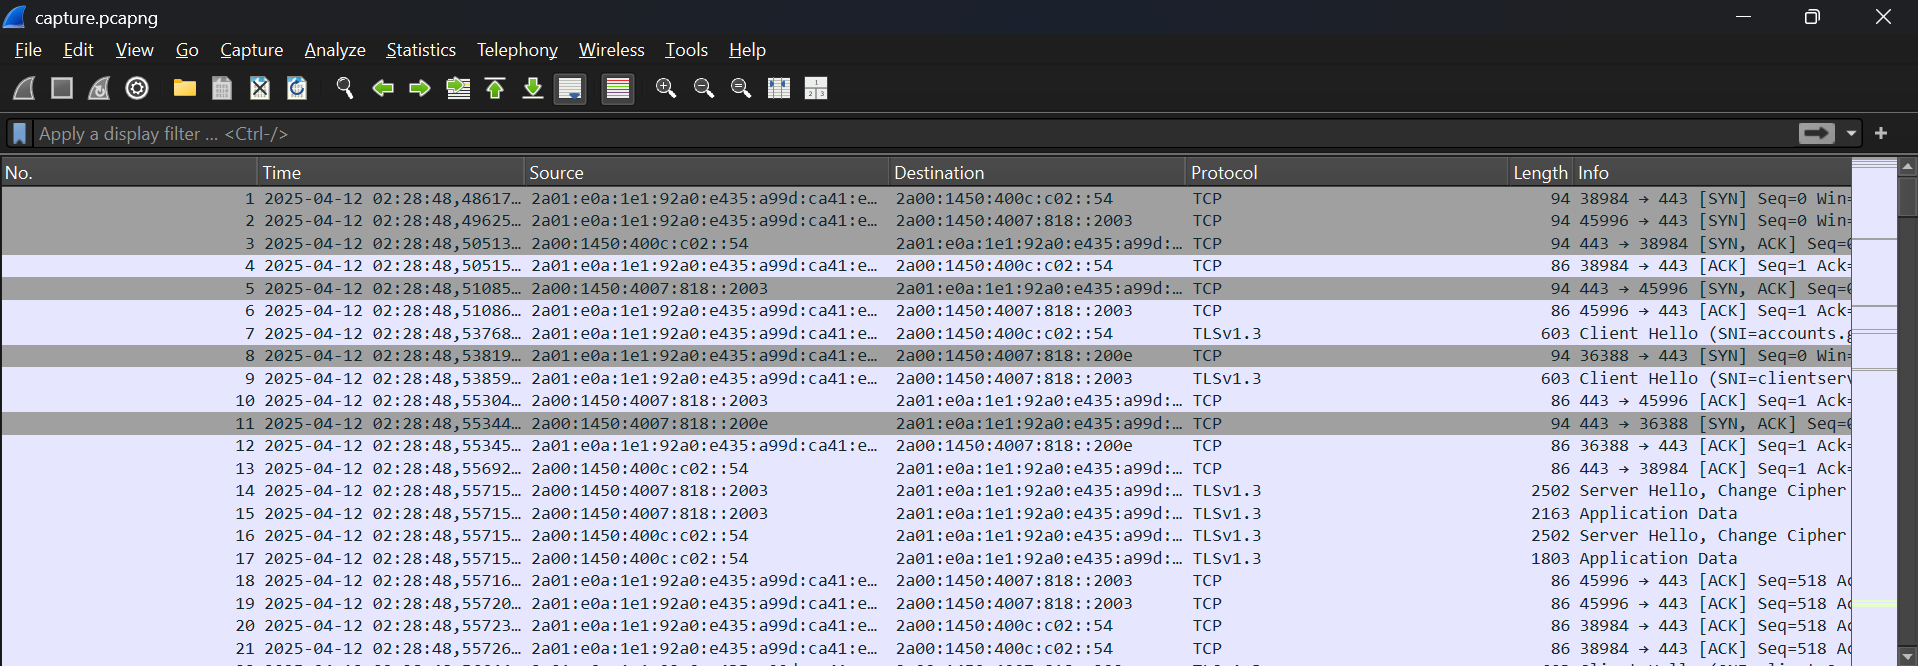 capture.pcapng
File Edit View Go Capture Analyze Statistics Telephony Wireless Tools Help
Apply a display filter ... <Ctrl-/>
No. Time Source Destination Protocol Length Info
1 2025-04-12 02:28:48,48617… 2a01:e0a:1e1:92a0:e435:a99d:ca41:e… 2a00:1450:400c:c02::54 TCP 94 38984 → 443 [SYN] Seq=0 Win=
2 2025-04-12 02:28:48,49625… 2a01:e0a:1e1:92a0:e435:a99d:ca41:e… 2a00:1450:4007:818::2003 TCP 94 45996 → 443 [SYN] Seq=0 Win=
3 2025-04-12 02:28:48,50513… 2a00:1450:400c:c02::54 2a01:e0a:1e1:92a0:e435:a99d:… TCP 94 443 → 38984 [SYN, ACK] Seq=0
4 2025-04-12 02:28:48,50515… 2a01:e0a:1e1:92a0:e435:a99d:ca41:e… 2a00:1450:400c:c02::54 TCP 86 38984 → 443 [ACK] Seq=1 Ack=
5 2025-04-12 02:28:48,51085… 2a00:1450:4007:818::2003 2a01:e0a:1e1:92a0:e435:a99d:… TCP 94 443 → 45996 [SYN, ACK] Seq=0
6 2025-04-12 02:28:48,51086… 2a01:e0a:1e1:92a0:e435:a99d:ca41:e… 2a00:1450:4007:818::2003 TCP 86 45996 → 443 [ACK] Seq=1 Ack=
7 2025-04-12 02:28:48,53768… 2a01:e0a:1e1:92a0:e435:a99d:ca41:e… 2a00:1450:400c:c02::54 TLSv1.3 603 Client Hello (SNI=accounts.g
8 2025-04-12 02:28:48,53819… 2a01:e0a:1e1:92a0:e435:a99d:ca41:e… 2a00:1450:4007:818::200e TCP 94 36388 → 443 [SYN] Seq=0 Win=
9 2025-04-12 02:28:48,53859… 2a01:e0a:1e1:92a0:e435:a99d:ca41:e… 2a00:1450:4007:818::2003 TLSv1.3 603 Client Hello (SNI=clientserv
10 2025-04-12 02:28:48,55304… 2a00:1450:4007:818::2003 2a01:e0a:1e1:92a0:e435:a99d:… TCP 86 443 → 45996 [ACK] Seq=1 Ack=
11 2025-04-12 02:28:48,55344… 2a00:1450:4007:818::200e 2a01:e0a:1e1:92a0:e435:a99d:… TCP 94 443 → 36388 [SYN, ACK] Seq=0
12 2025-04-12 02:28:48,55345… 2a01:e0a:1e1:92a0:e435:a99d:ca41:e… 2a00:1450:4007:818::200e TCP 86 36388 → 443 [ACK] Seq=1 Ack=
13 2025-04-12 02:28:48,55692… 2a00:1450:400c:c02::54 2a01:e0a:1e1:92a0:e435:a99d:… TCP 86 443 → 38984 [ACK] Seq=1 Ack=
14 2025-04-12 02:28:48,55715… 2a00:1450:4007:818::2003 2a01:e0a:1e1:92a0:e435:a99d:… TLSv1.3 2502 Server Hello, Change Cipher
15 2025-04-12 02:28:48,55715… 2a00:1450:4007:818::2003 2a01:e0a:1e1:92a0:e435:a99d:… TLSv1.3 2163 Application Data
16 2025-04-12 02:28:48,55715… 2a00:1450:400c:c02::54 2a01:e0a:1e1:92a0:e435:a99d:… TLSv1.3 2502 Server Hello, Change Cipher
17 2025-04-12 02:28:48,55715… 2a00:1450:400c:c02::54 2a01:e0a:1e1:92a0:e435:a99d:… TLSv1.3 1803 Application Data
18 2025-04-12 02:28:48,55716… 2a01:e0a:1e1:92a0:e435:a99d:ca41:e… 2a00:1450:4007:818::2003 TCP 86 45996 → 443 [ACK] Seq=518 Ac
19 2025-04-12 02:28:48,55720… 2a01:e0a:1e1:92a0:e435:a99d:ca41:e… 2a00:1450:4007:818::2003 TCP 86 45996 → 443 [ACK] Seq=518 Ac
20 2025-04-12 02:28:48,55723… 2a01:e0a:1e1:92a0:e435:a99d:ca41:e… 2a00:1450:400c:c02::54 TCP 86 38984 → 443 [ACK] Seq=518 Ac
21 2025-04-12 02:28:48,55726… 2a01:e0a:1e1:92a0:e435:a99d:ca41:e… 2a00:1450:400c:c02::54 TCP 86 38984 → 443 [ACK] Seq=518 Ac